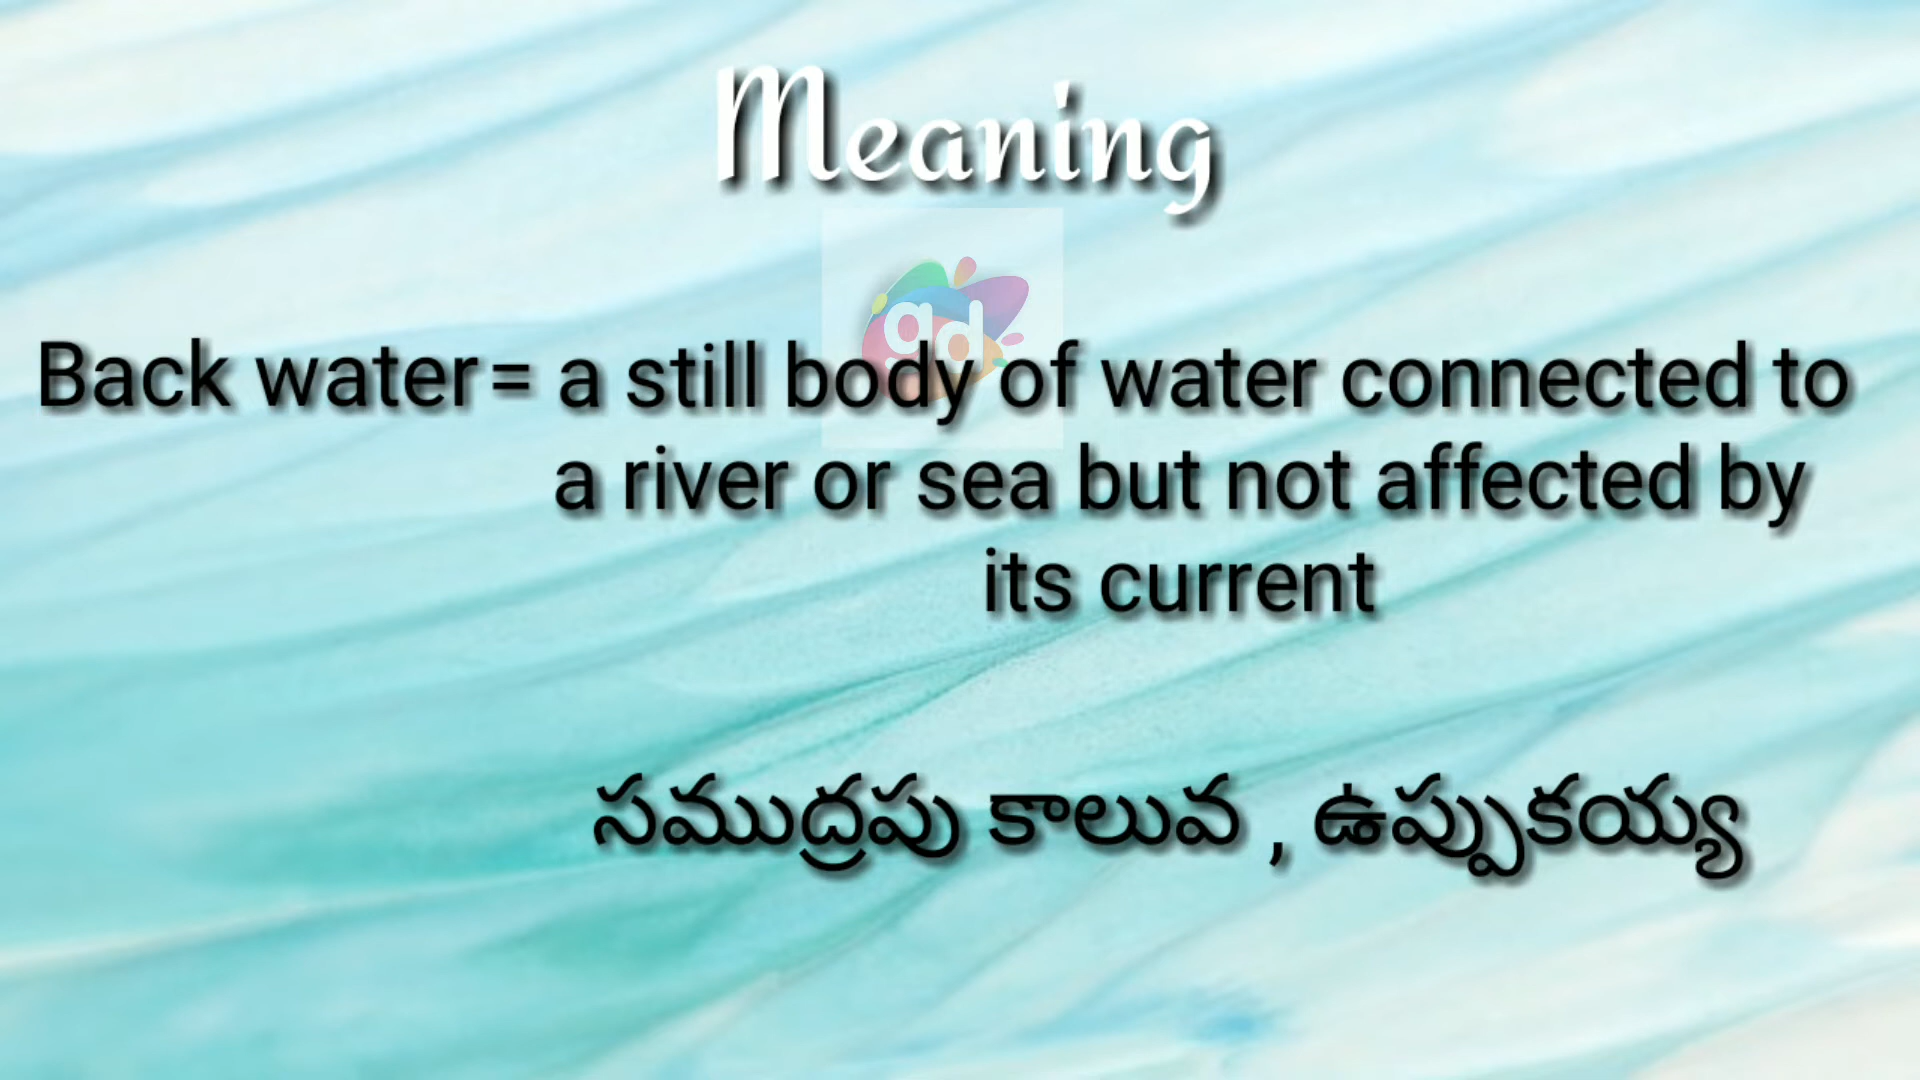 Meaning
gd
Back water = a still body of water connected to
a river or sea but not affected by
its current
సముద్రపు కాలువ , ఉప్పుకయ్య